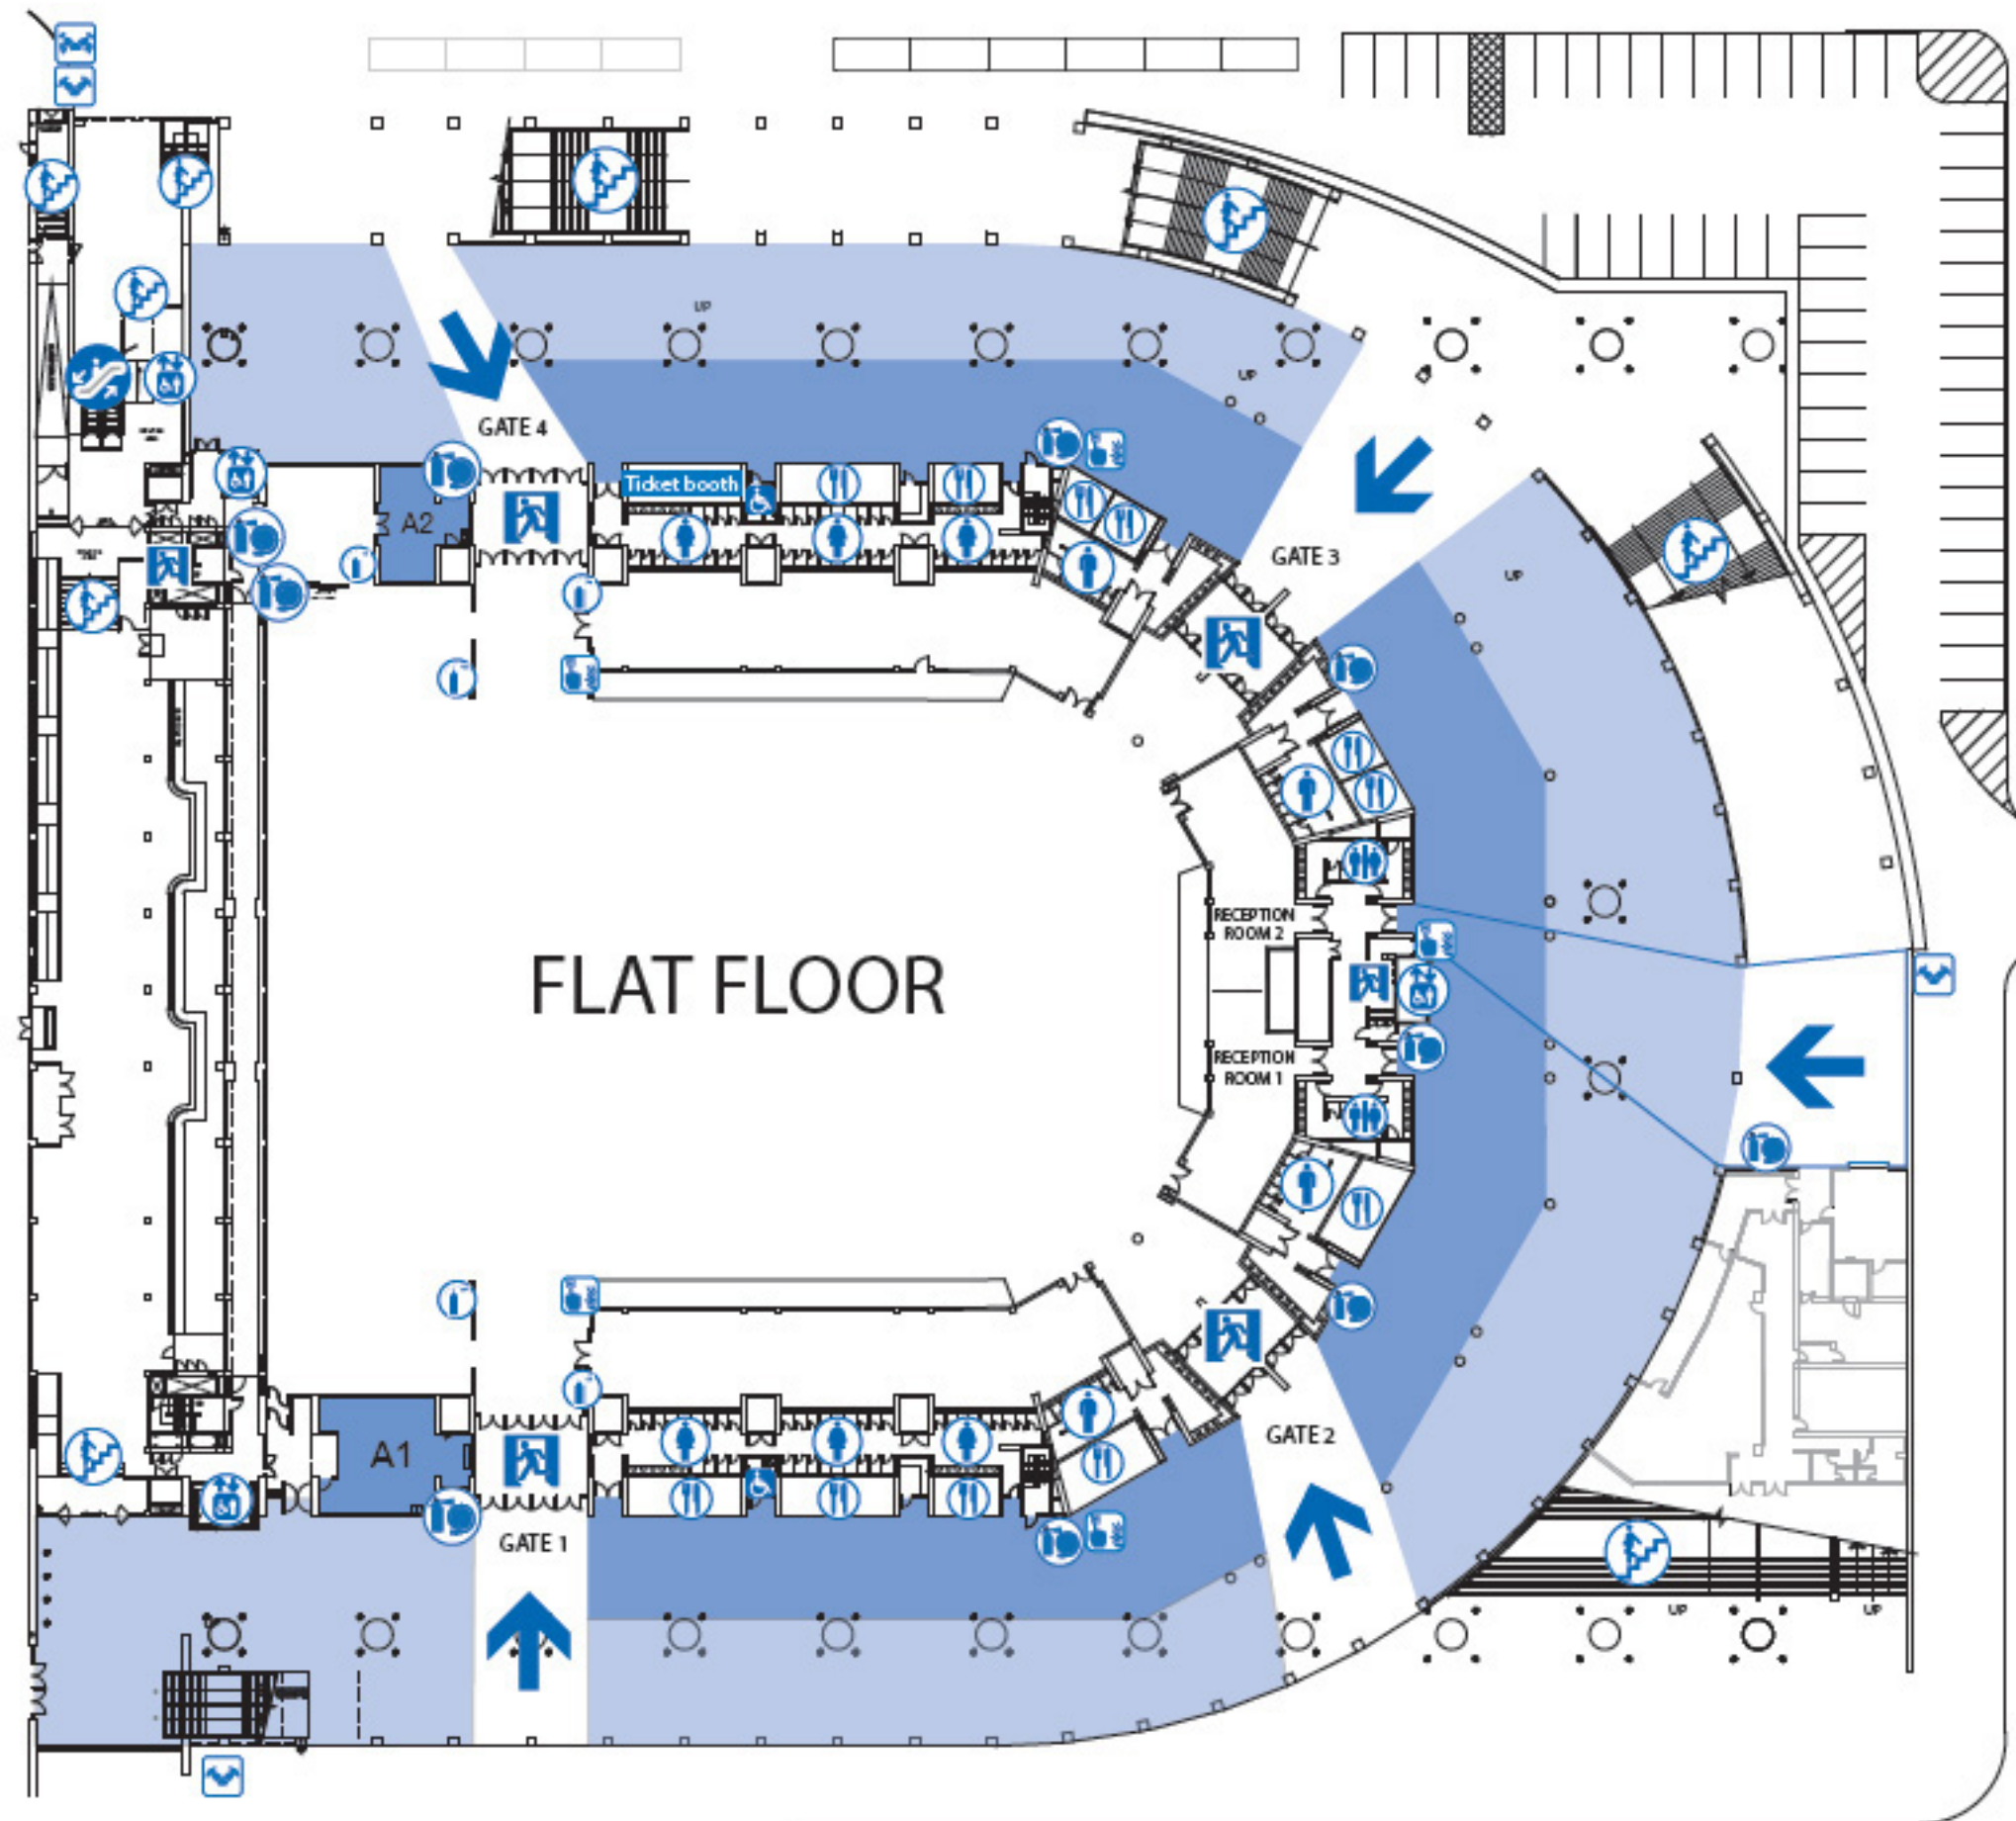 UP
UP
GATE 4
Ticket booth
A2
GATE 3
UP
RECEPTION
ROOM 2
FLAT FLOOR
RECEPTION
ROOM 1
A1
GATE 2
GATE 1
UP
UP